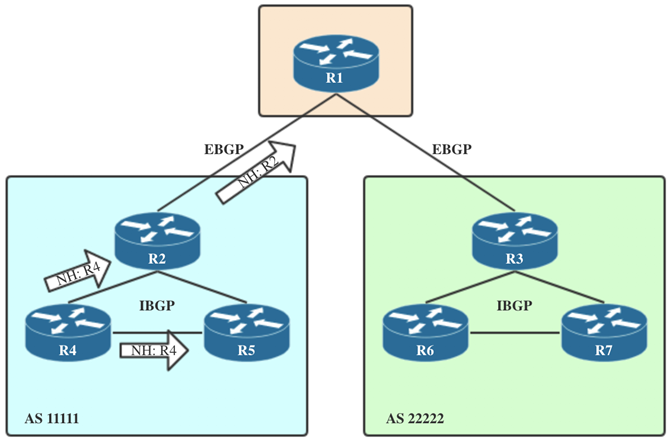 R1
EBGP
EBGP
NH: R2
R2
R3
NH: R4
IBGP
IBGP
R4
NH: R4
R5
R6
R7
AS 11111
AS 22222